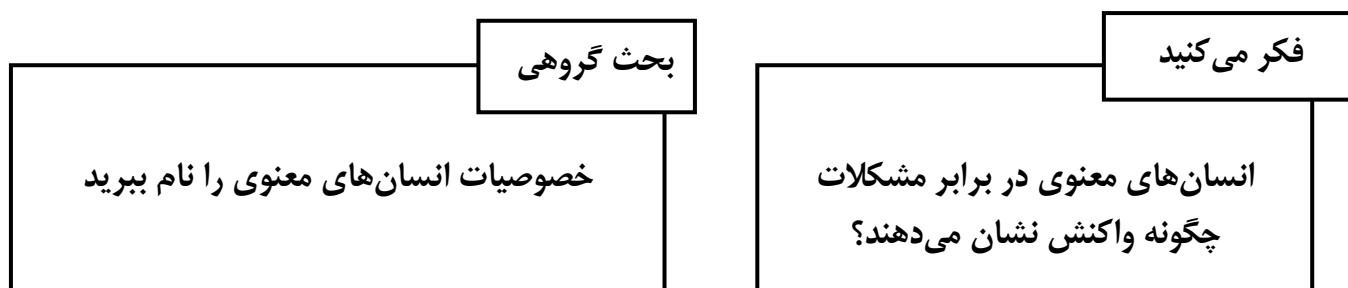 فکر می‌کنید
انسان‌های معنوی در برابر مشکلات
چگونه واکنش نشان می‌دهند؟
بحث گروهی
خصوصیات انسان‌های معنوی را نام ببرید